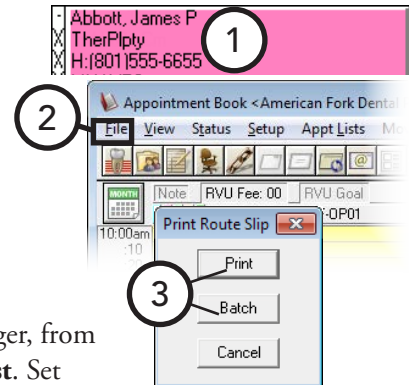 - Abbott, James P
X TherPlpty
X H:(801)555-6655
1
2
Appointment Book <American Fork Dental
File View Status Setup Appt Lists
MONTH Note RVU Fee: 00 RVU Goal
-OP01
10:00am
:10
Print Route Slip
Print
3
Batch
Cancel
ger, from
st. Set